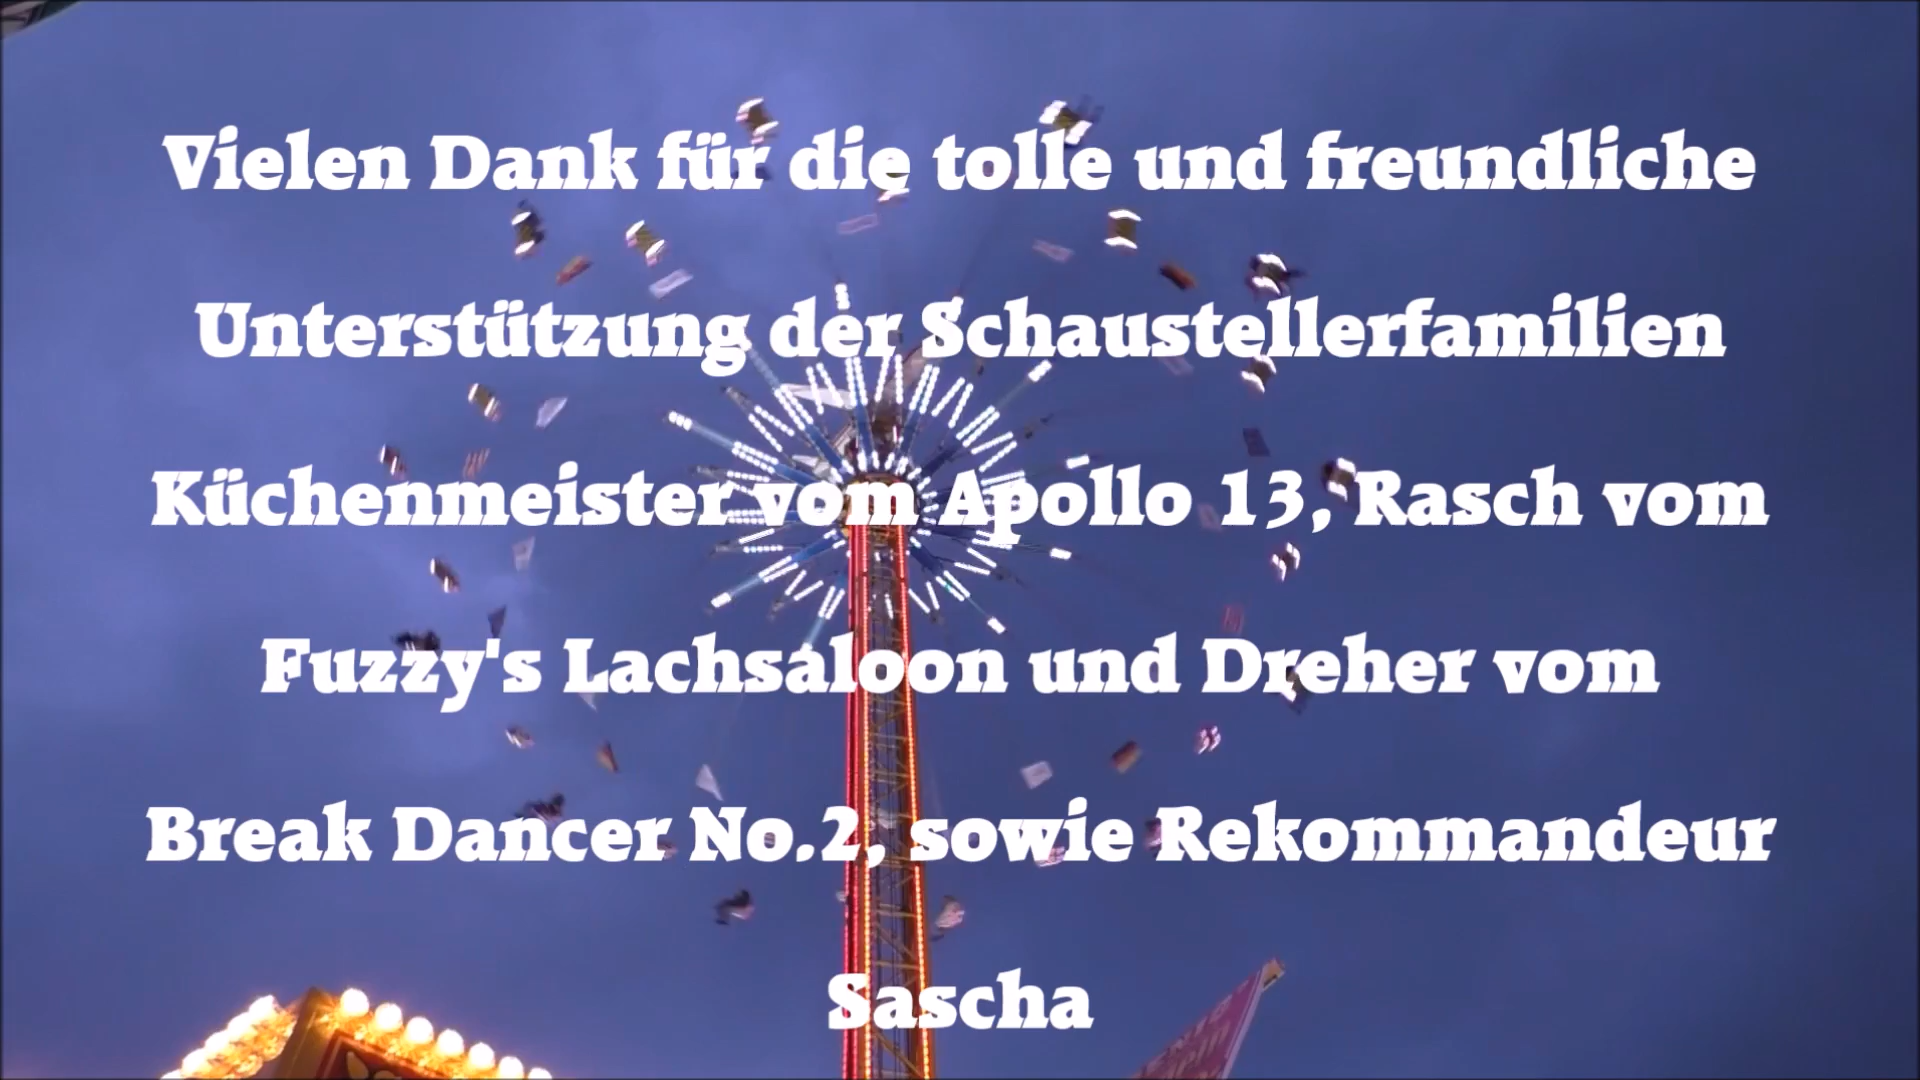 Vielen Dank für die tolle und freundliche
Unterstützung der Schaustellerfamilien
Küchenmeister vom Apollo 13, Rasch vom
Fuzzy's Lachsaloon und Dreher vom
Break Dancer No.2, sowie Rekommandeur
Sascha